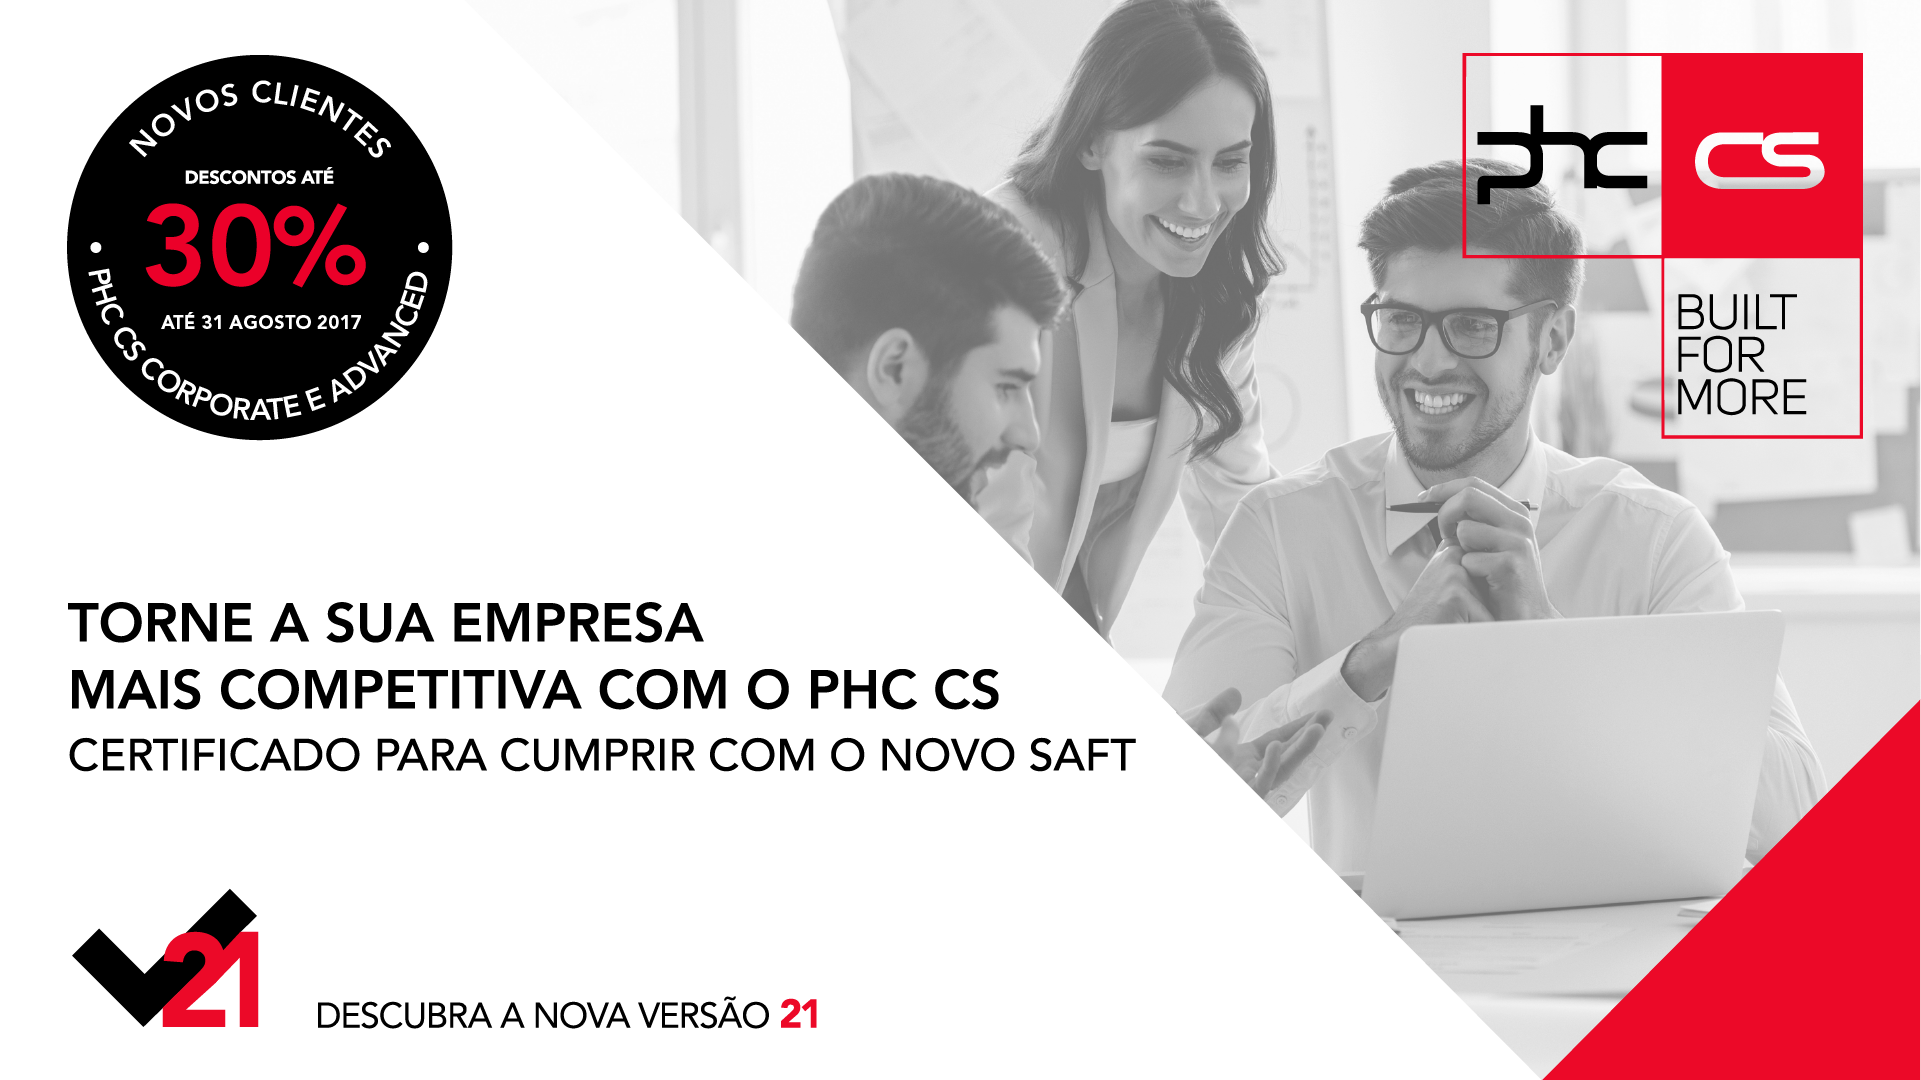 NOVOS CLIENTES
DESCONTOS ATÉ
30%
ATÉ 31 AGOSTO 2017
• PHC CS CORPORATE E ADVANCED •
phc cs
BUILT
FOR
MORE
TORNE A SUA EMPRESA
MAIS COMPETITIVA COM O PHC CS
CERTIFICADO PARA CUMPRIR COM O NOVO SAFT
21
DESCUBRA A NOVA VERSÃO 21